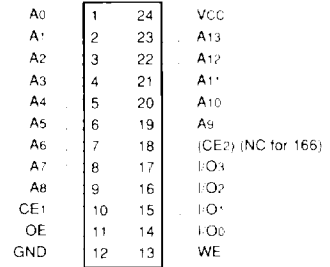 A0 1 24 VCC
A1 2 23 A13
A2 3 22 A12
A3 4 21 A11
A4 5 20 A10
A5 6 19 A9
A6 7 18 (CE2) (NC for 166)
A7 8 17 I/O3
A8 9 16 I/O2
CE1 10 15 I/O1
OE 11 14 I/O0
GND 12 13 WE